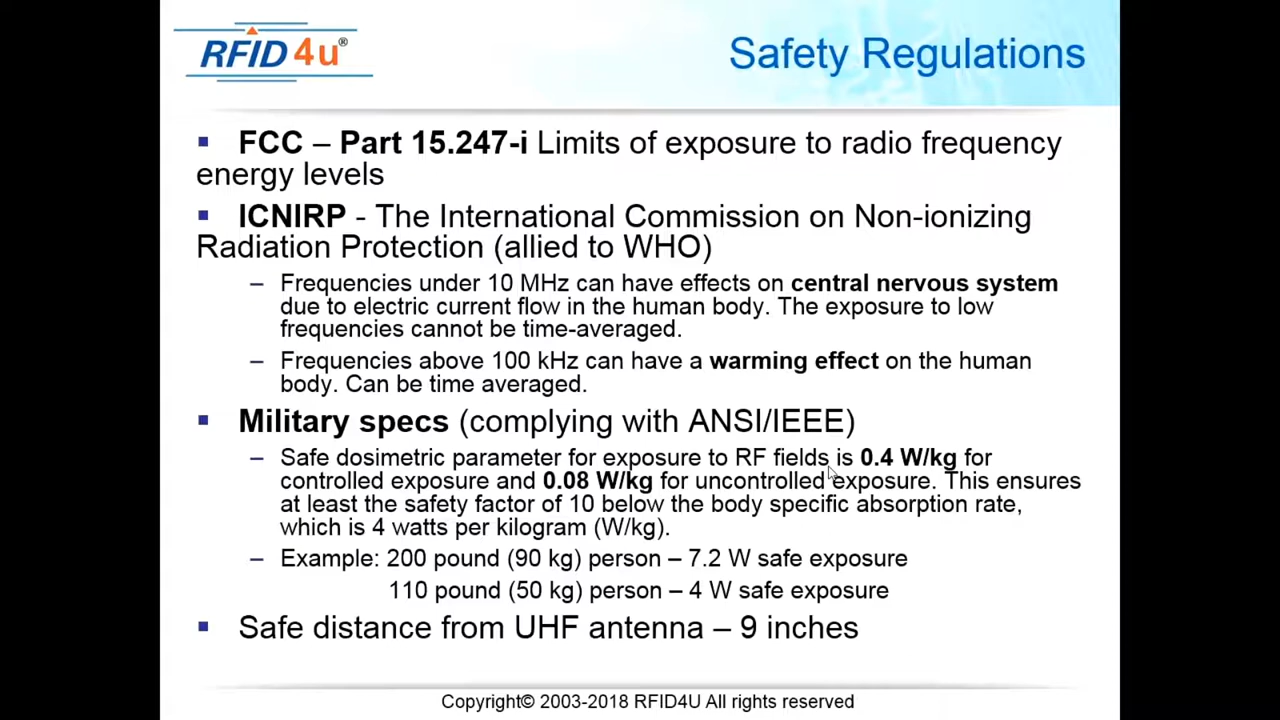 RFID4u®
Safety Regulations
▪ FCC – Part 15.247-i Limits of exposure to radio frequency
energy levels
▪ ICNIRP - The International Commission on Non-ionizing
Radiation Protection (allied to WHO)
– Frequencies under 10 MHz can have effects on central nervous system
due to electric current flow in the human body. The exposure to low
frequencies cannot be time-averaged.
– Frequencies above 100 kHz can have a warming effect on the human
body. Can be time averaged.
▪ Military specs (complying with ANSI/IEEE)
– Safe dosimetric parameter for exposure to RF fields is 0.4 W/kg for
controlled exposure and 0.08 W/kg for uncontrolled exposure. This ensures
at least the safety factor of 10 below the body specific absorption rate,
which is 4 watts per kilogram (W/kg).
– Example: 200 pound (90 kg) person – 7.2 W safe exposure
110 pound (50 kg) person – 4 W safe exposure
▪ Safe distance from UHF antenna – 9 inches
Copyright© 2003-2018 RFID4U All rights reserved